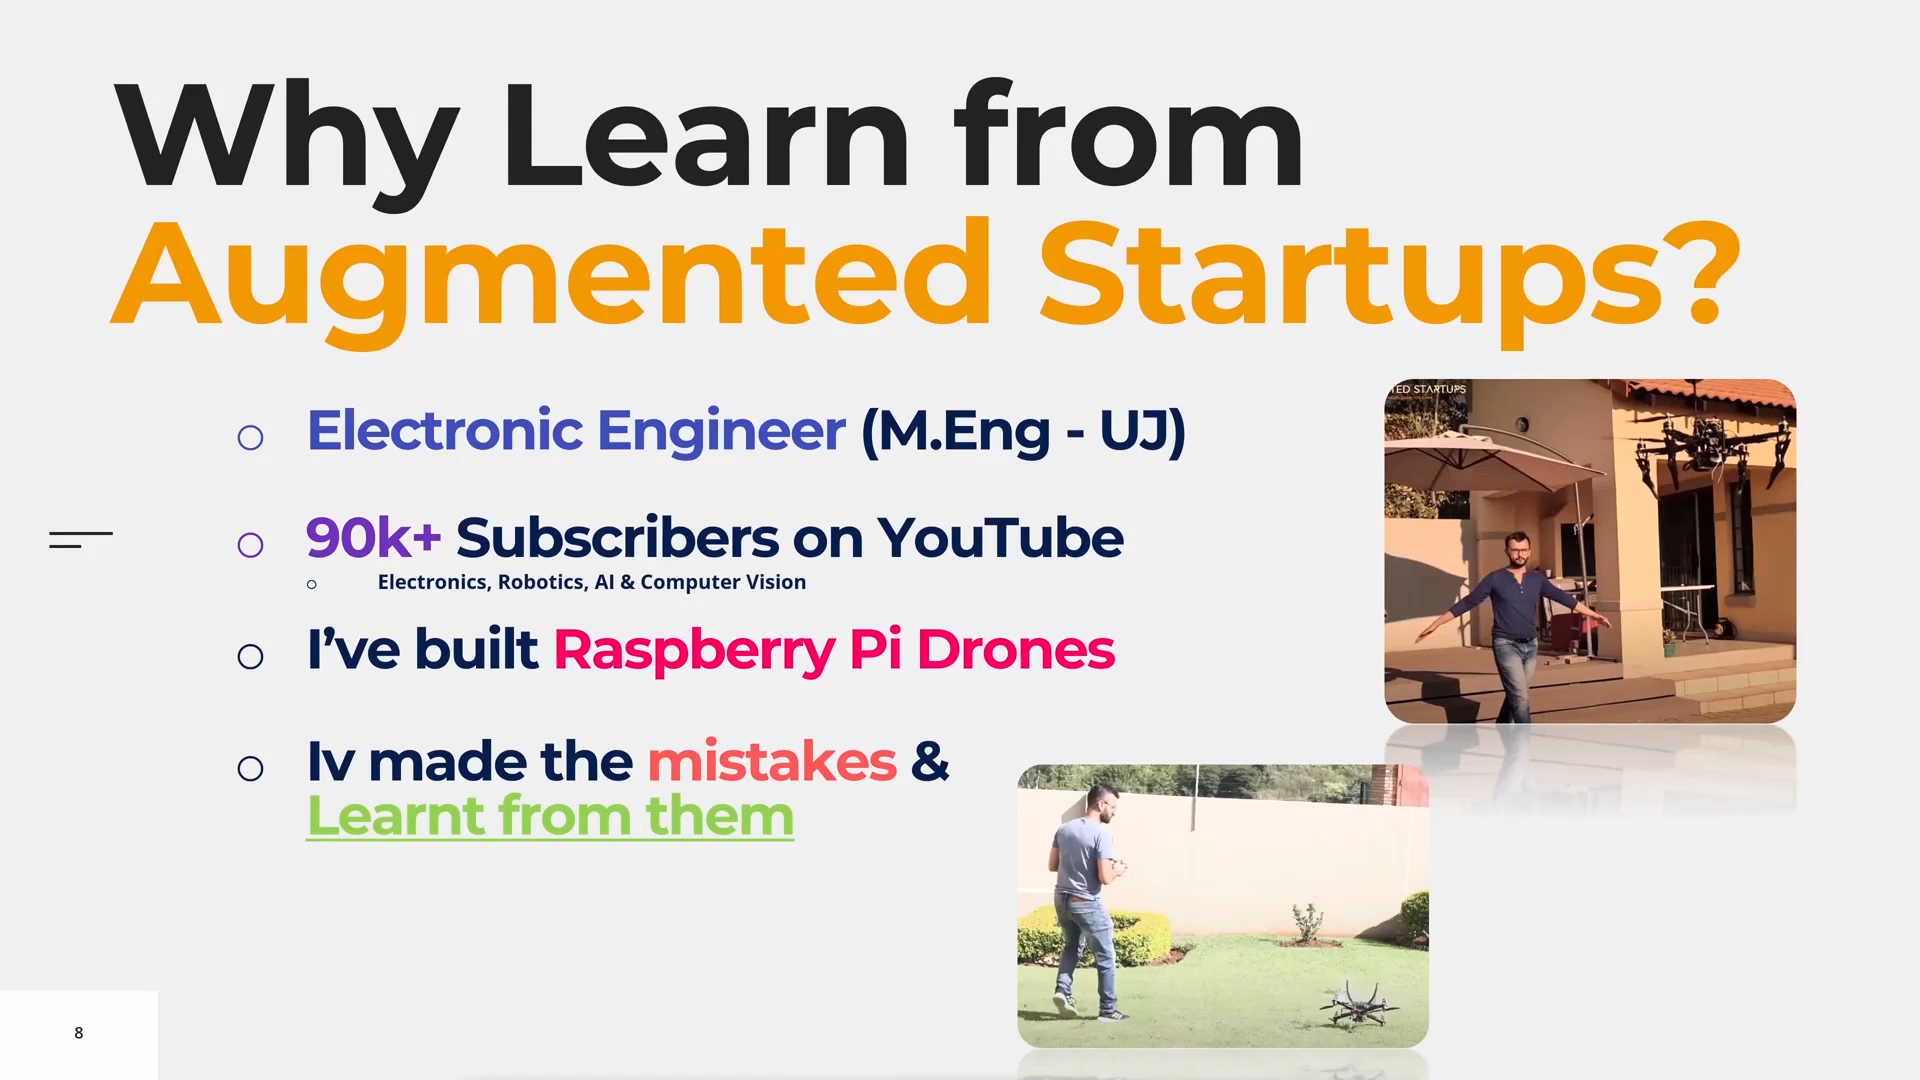 Why Learn from
Augmented Startups?
Electronic Engineer (M.Eng - UJ)
90k+ Subscribers on YouTube
Electronics, Robotics, AI & Computer Vision
I’ve built Raspberry Pi Drones
Iv made the mistakes &
Learnt from them
TED STARTUPS
8